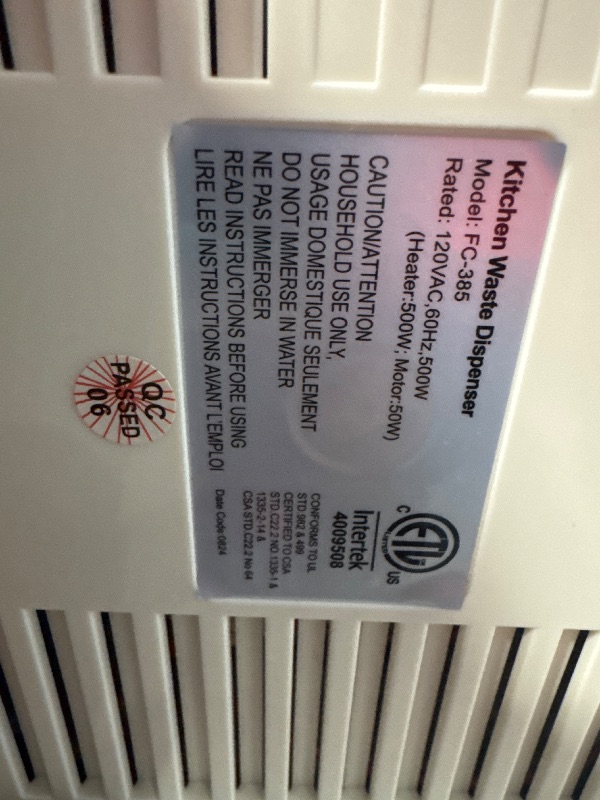 Kitchen Waste Dispenser
Model: FC-385
Rated: 120VAC,60Hz,500W
(Heater:500W; Motor:50W)
CAUTION/ATTENTION
HOUSEHOLD USE ONLY,
USAGE DOMESTIQUE SEULEMENT
DO NOT IMMERSE IN WATER
NE PAS IMMERGER
READ INSTRUCTIONS BEFORE USING
LIRE LES INSTRUCTIONS AVANT L'EMPLOI
C ETL US
LISTED
Intertek
4009508
CONFORMS TO UL
STD.982 & 499
CERTIFIED TO CSA
STD.C22.2 NO.1335-1 &
1335-2-14 &
CSA STD.C22.2 No 64
Date Code 0824
QC
PASSED
06